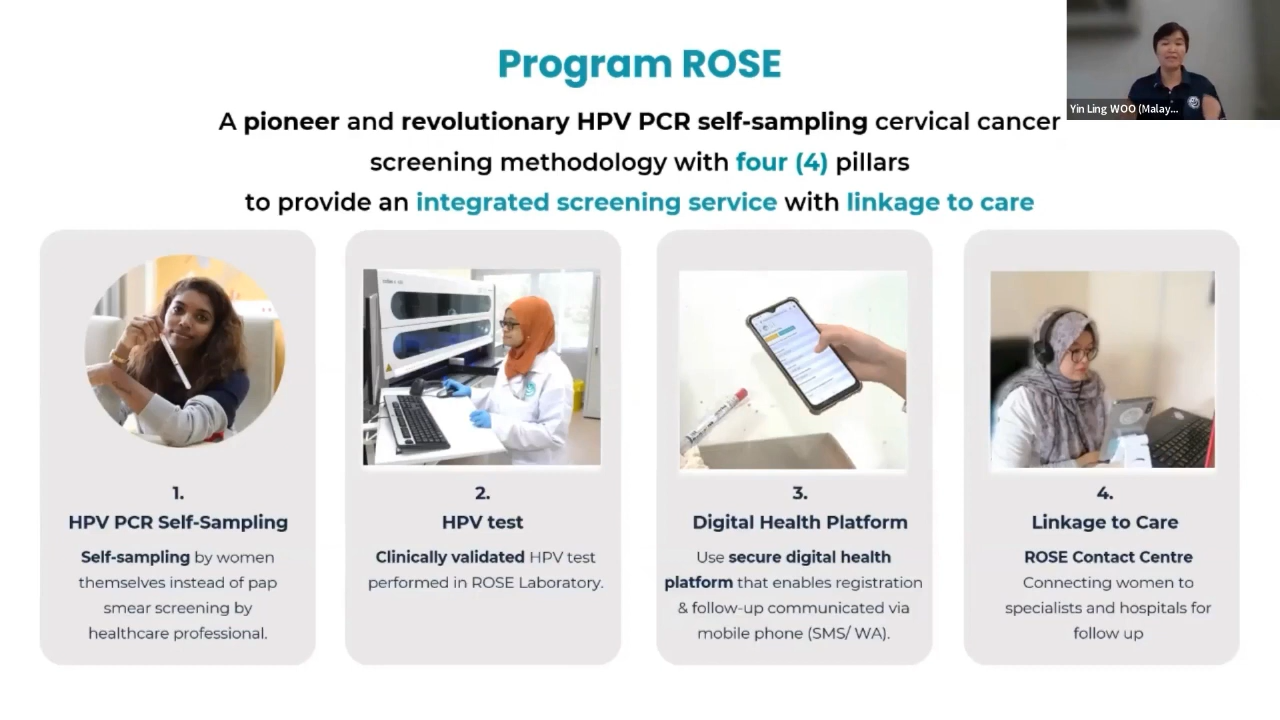 Program ROSE
Yin Ling WOO (Malay...
A pioneer and revolutionary HPV PCR self-sampling cervical cancer
screening methodology with four (4) pillars
to provide an integrated screening service with linkage to care
1.
HPV PCR Self-Sampling
Self-sampling by women
themselves instead of pap
smear screening by
healthcare professional.
2.
HPV test
Clinically validated HPV test
performed in ROSE Laboratory.
3.
Digital Health Platform
Use secure digital health
platform that enables registration
& follow-up communicated via
mobile phone (SMS/ WA).
4.
Linkage to Care
ROSE Contact Centre
Connecting women to
specialists and hospitals for
follow up